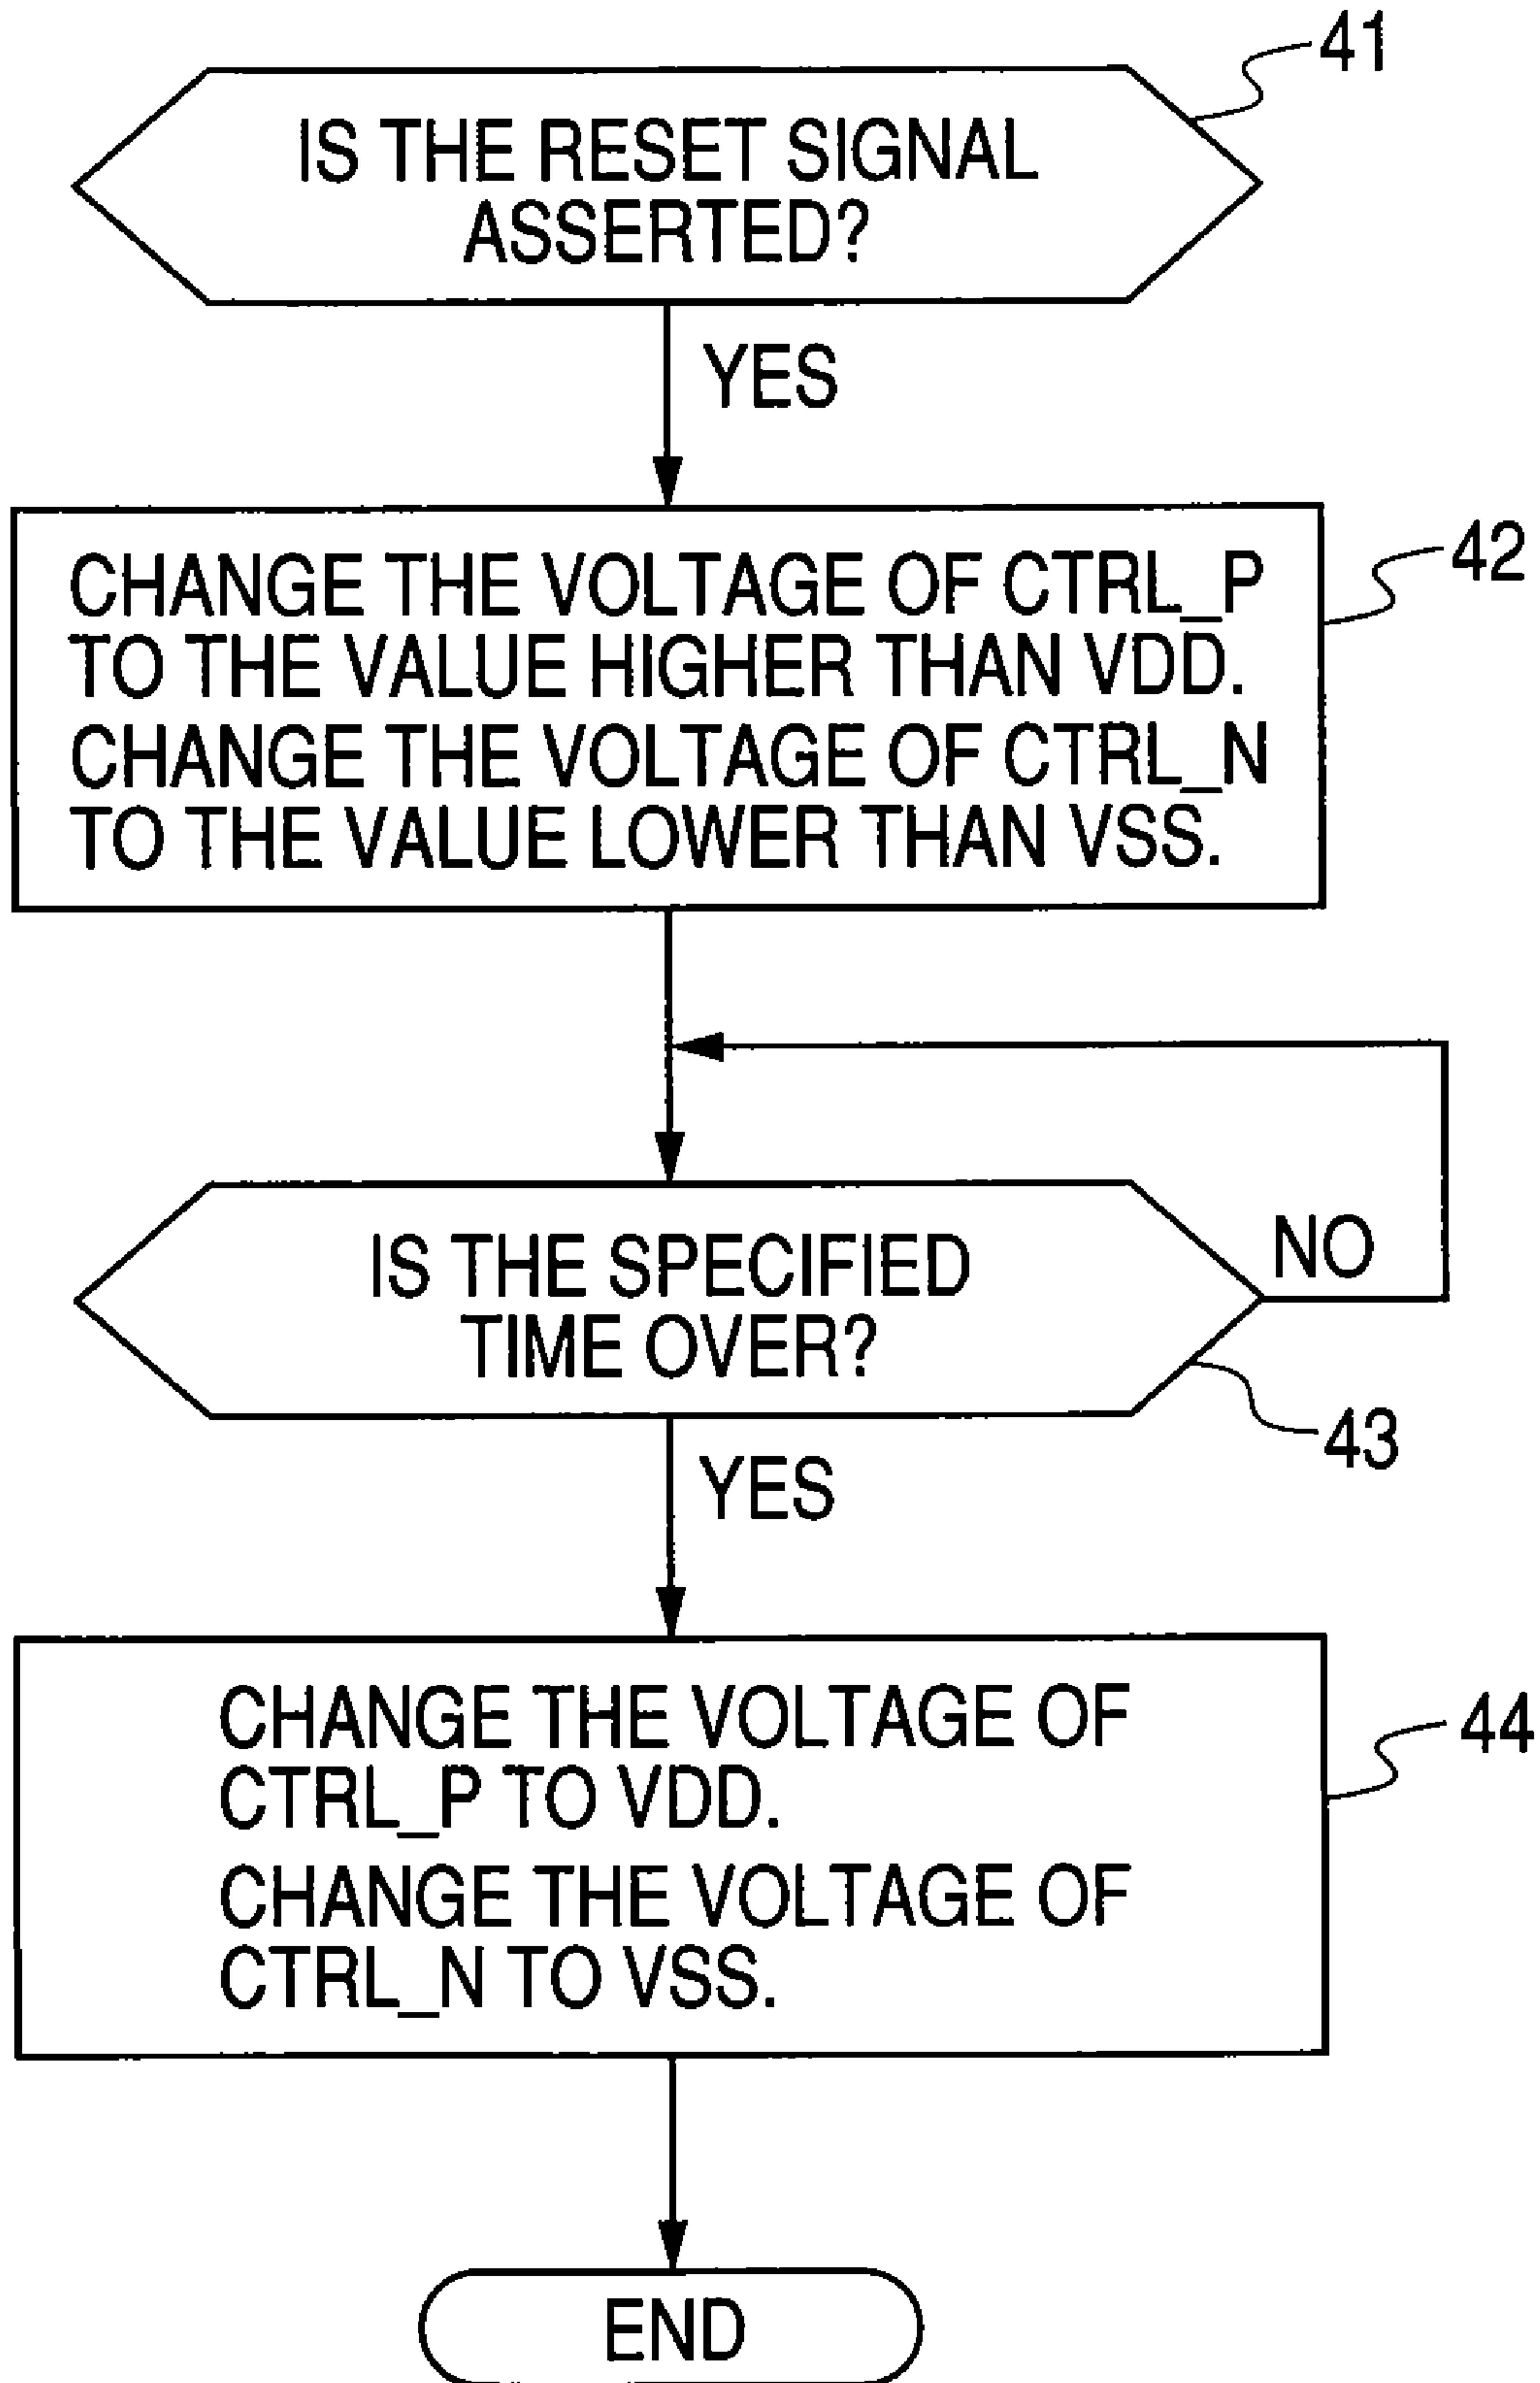 41
IS THE RESET SIGNAL
ASSERTED?
YES
42
CHANGE THE VOLTAGE OF CTRL_P
TO THE VALUE HIGHER THAN VDD.
CHANGE THE VOLTAGE OF CTRL_N
TO THE VALUE LOWER THAN VSS.
NO
IS THE SPECIFIED
TIME OVER?
43
YES
44
CHANGE THE VOLTAGE OF
CTRL_P TO VDD.
CHANGE THE VOLTAGE OF
CTRL_N TO VSS.
END